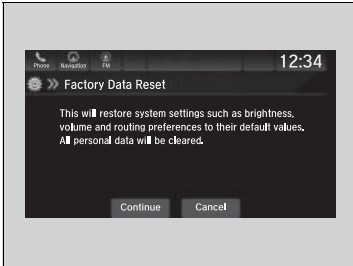 12:34
Phone Navigation FM
Factory Data Reset
This will restore system settings such as brightness,
volume and routing preferences to their default values.
All personal data will be cleared.
Continue Cancel